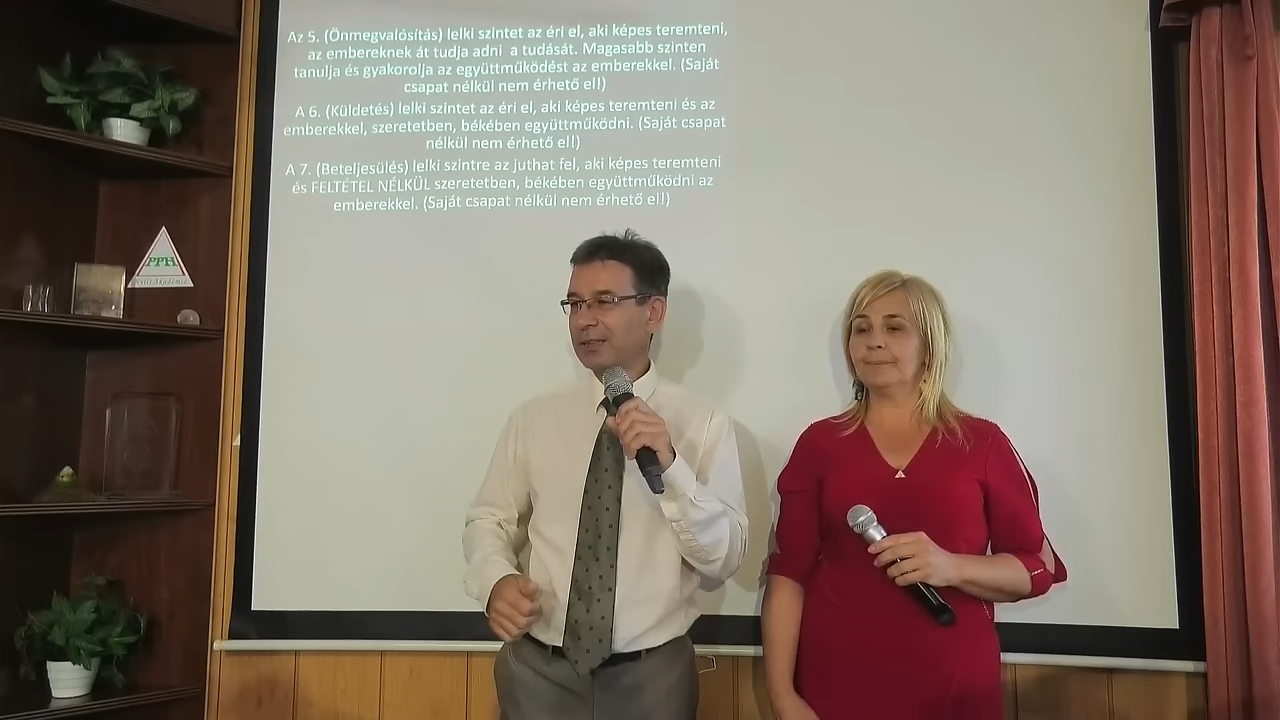 Az 5. (Önmegvalósítás) lelki szintet az éri el, aki képes teremteni,
az embereknek át tudja adni a tudását. Magasabb szinten
tanulja és gyakorolja az együttműködést az emberekkel. (Saját
csapat nélkül nem érhető el!)
A 6. (Küldetés) lelki szintet az éri el, aki képes teremteni és az
emberekkel, szeretetben, békében együttműködni. (Saját csapat
nélkül nem érhető el!)
A 7. (Beteljesülés) lelki szintre az juthat fel, aki képes teremteni
és FELTÉTEL NÉLKÜL szeretetben, békében együttműködni az
emberekkel. (Saját csapat nélkül nem érhető el!)
PFH